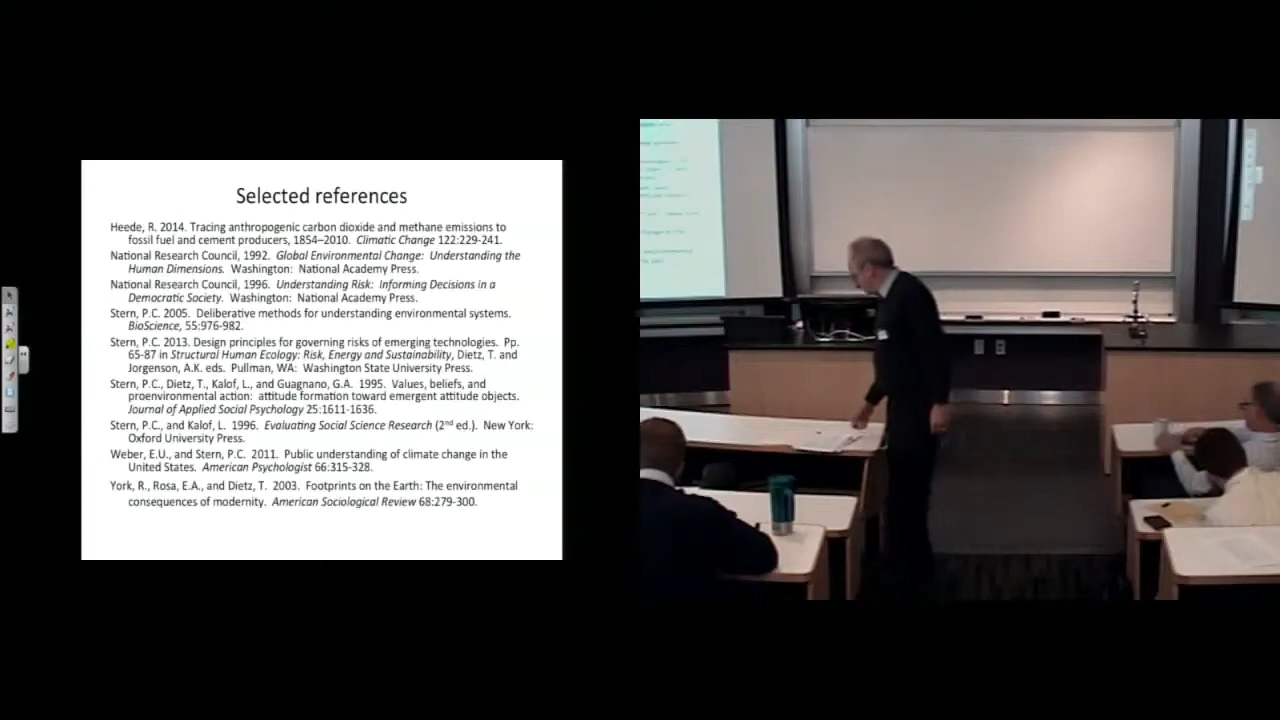 Selected references
Heede, R. 2014. Tracing anthropogenic carbon dioxide and methane emissions to
fossil fuel and cement producers, 1854–2010. Climatic Change 122:229-241.
National Research Council, 1992. Global Environmental Change: Understanding the
Human Dimensions. Washington: National Academy Press.
National Research Council, 1996. Understanding Risk: Informing Decisions in a
Democratic Society. Washington: National Academy Press.
Stern, P.C. 2005. Deliberative methods for understanding environmental systems.
BioScience, 55:976-982.
Stern, P.C. 2013. Design principles for governing risks of emerging technologies. Pp.
65-87 in Structural Human Ecology: Risk, Energy and Sustainability, Dietz, T. and
Jorgenson, A.K. eds. Pullman, WA: Washington State University Press.
Stern, P.C., Dietz, T., Kalof, L., and Guagnano, G.A. 1995. Values, beliefs, and
proenvironmental action: attitude formation toward emergent attitude objects.
Journal of Applied Social Psychology 25:1611-1636.
Stern, P.C., and Kalof, L. 1996. Evaluating Social Science Research (2nd ed.). New York:
Oxford University Press.
Weber, E.U., and Stern, P.C. 2011. Public understanding of climate change in the
United States. American Psychologist 66:315-328.
York, R., Rosa, E.A., and Dietz, T. 2003. Footprints on the Earth: The environmental
consequences of modernity. American Sociological Review 68:279-300.